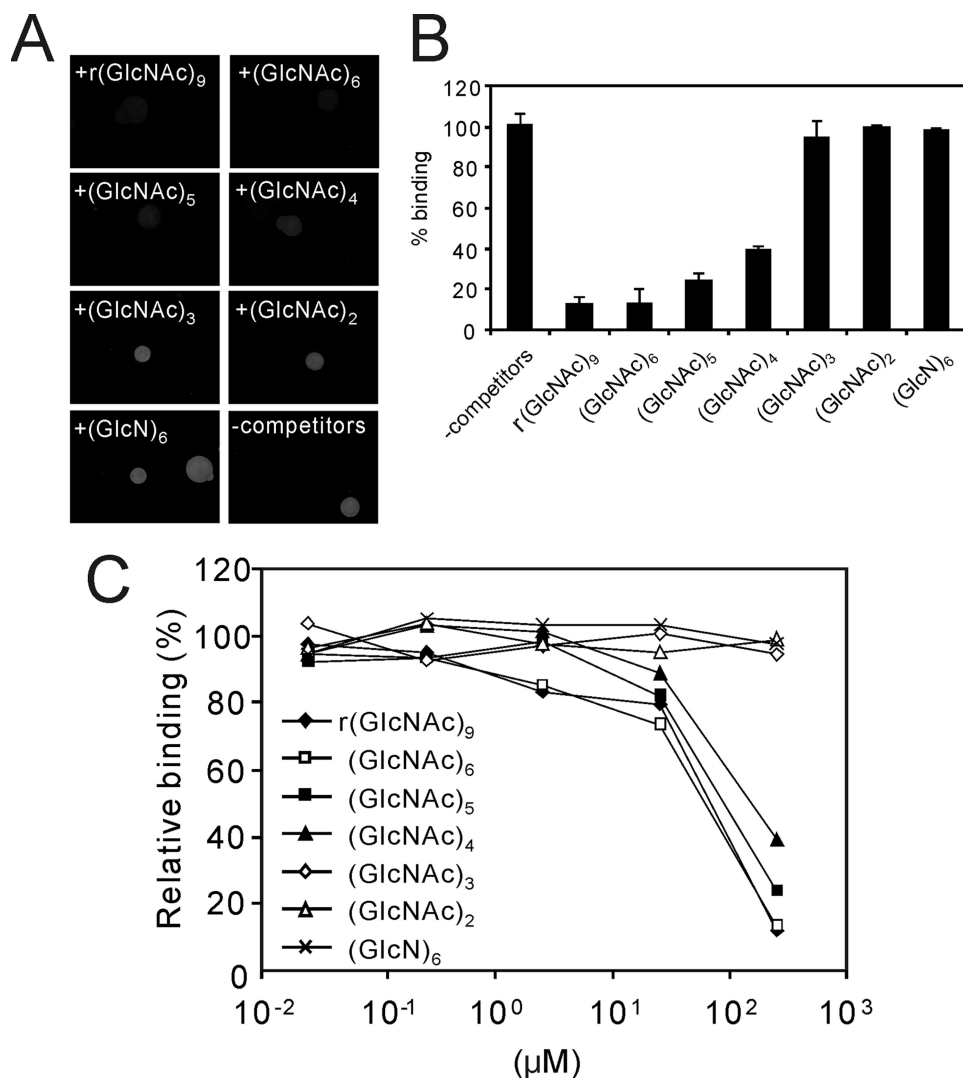 A
+r(GlcNAc)9
+(GlcNAc)6
+(GlcNAc)5
+(GlcNAc)4
+(GlcNAc)3
+(GlcNAc)2
+(GlcN)6
-competitors
B
% binding
120
100
80
60
40
20
0
-competitors
r(GlcNAc)9
(GlcNAc)6
(GlcNAc)5
(GlcNAc)4
(GlcNAc)3
(GlcNAc)2
(GlcN)6
C
Relative binding (%)
120
100
80
60
40
20
0
r(GlcNAc)9
(GlcNAc)6
(GlcNAc)5
(GlcNAc)4
(GlcNAc)3
(GlcNAc)2
(GlcN)6
10-2 10-1 100 101 102 103
(µM)